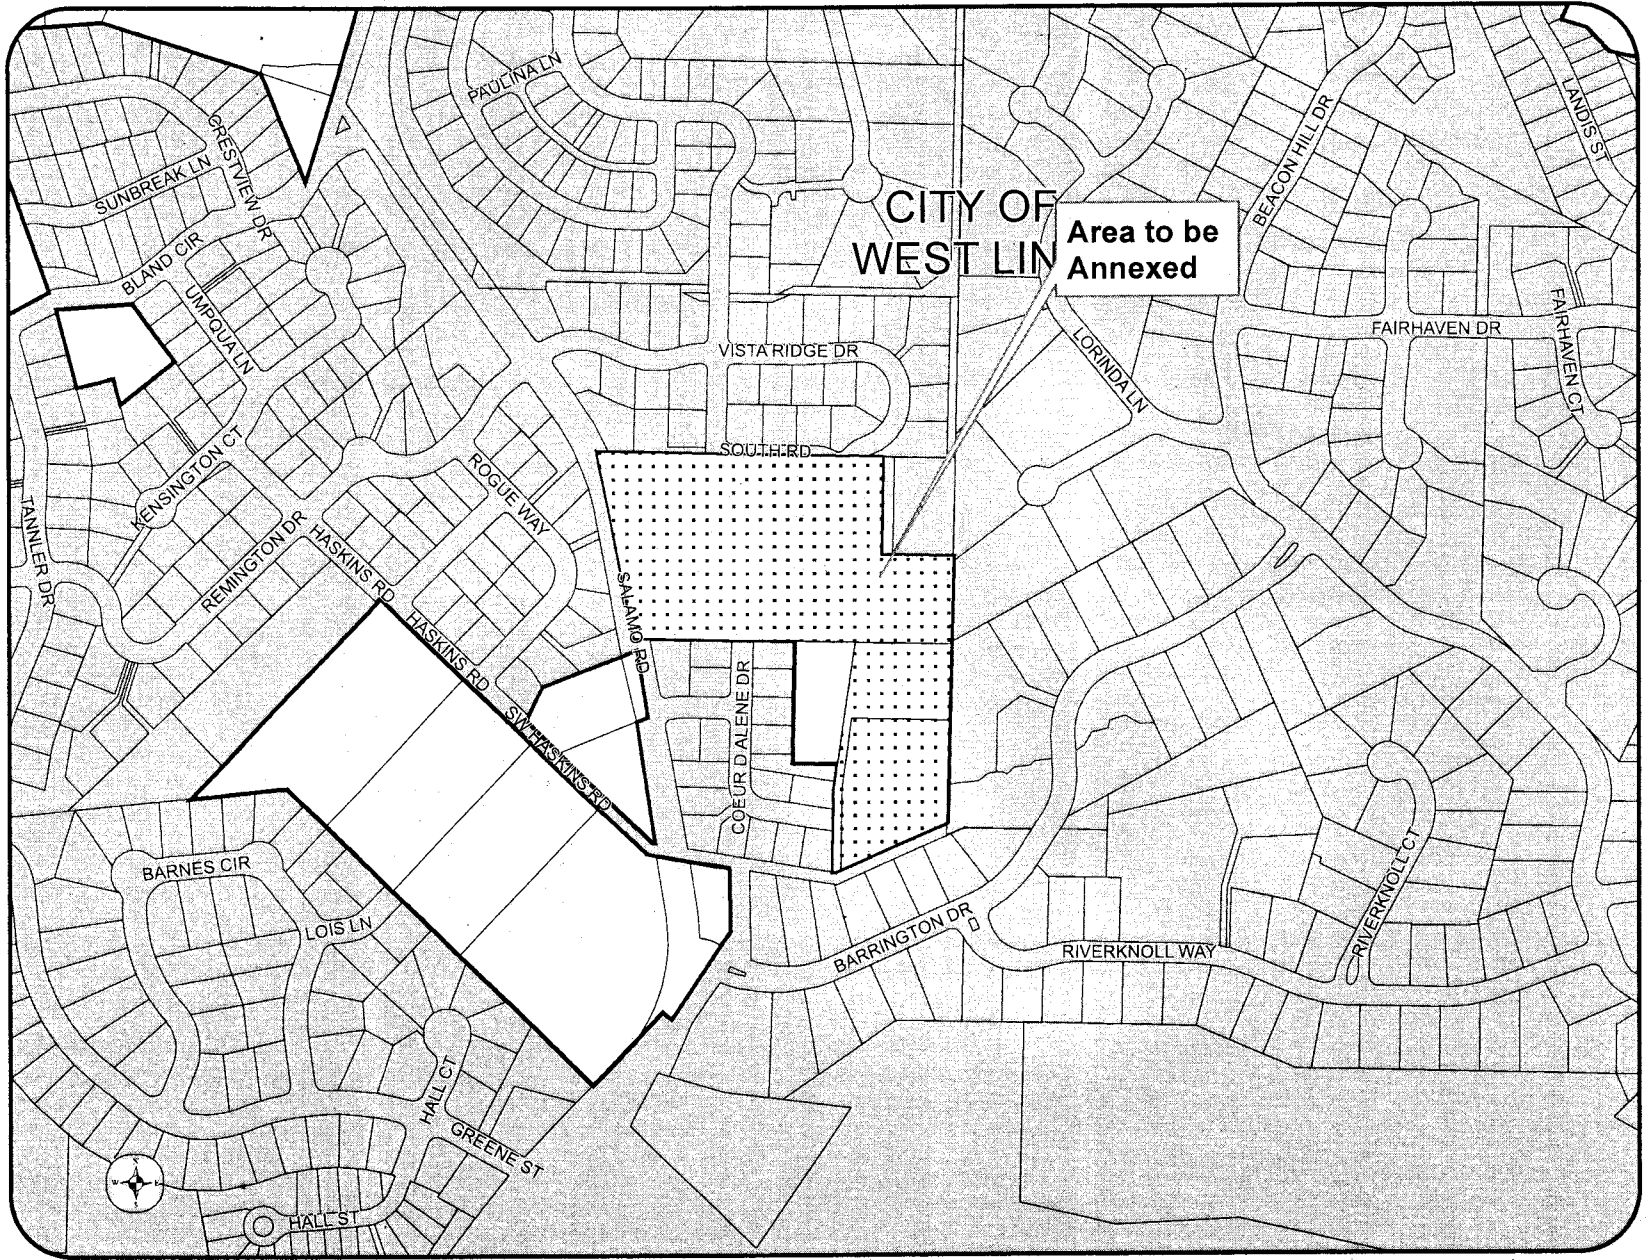 PAULINA LN
LANDIS ST
CRESTVIEW DR
SUNBREAK LN
BEACON HILL DR
CITY OF
WEST LIN
Area to be
Annexed
BLAND CIR
UMPQUA LN
FAIRHAVEN DR
FAIRHAVEN CT
VISTA RIDGE DR
LORINDA LN
SOUTH RD
KENSINGTON CT
ROGUE WAY
TANNLER DR
REMINGTON DR
HASKINS RD
SALAMO RD
HASKINS RD
SW HASKINS RD
COEUR D ALENE DR
BARNES CIR
LOIS LN
BARRINGTON DR
RIVERKNOLL WAY
RIVERKNOLL CT
HALL CT
GREENE ST
HALL ST